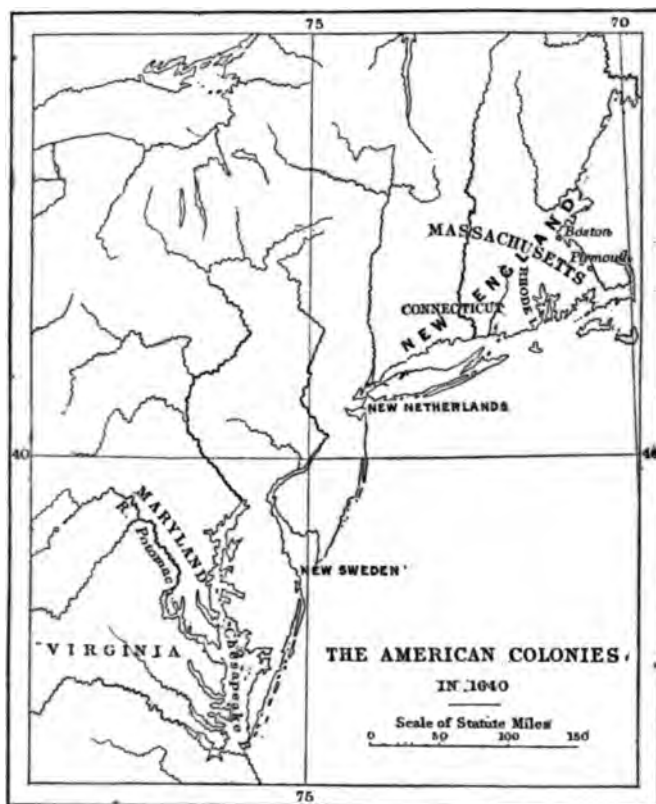 75 70
NEW ENGLAND
MASSACHUSETTS
Boston
Plymouth
RHODE
CONNECTICUT
NEW NETHERLANDS
40 40
MARYLAND
R. Potomac
NEW SWEDEN
VIRGINIA
Chesapeake
THE AMERICAN COLONIES
IN 1640
Scale of Statute Miles
0 50 100 150
75